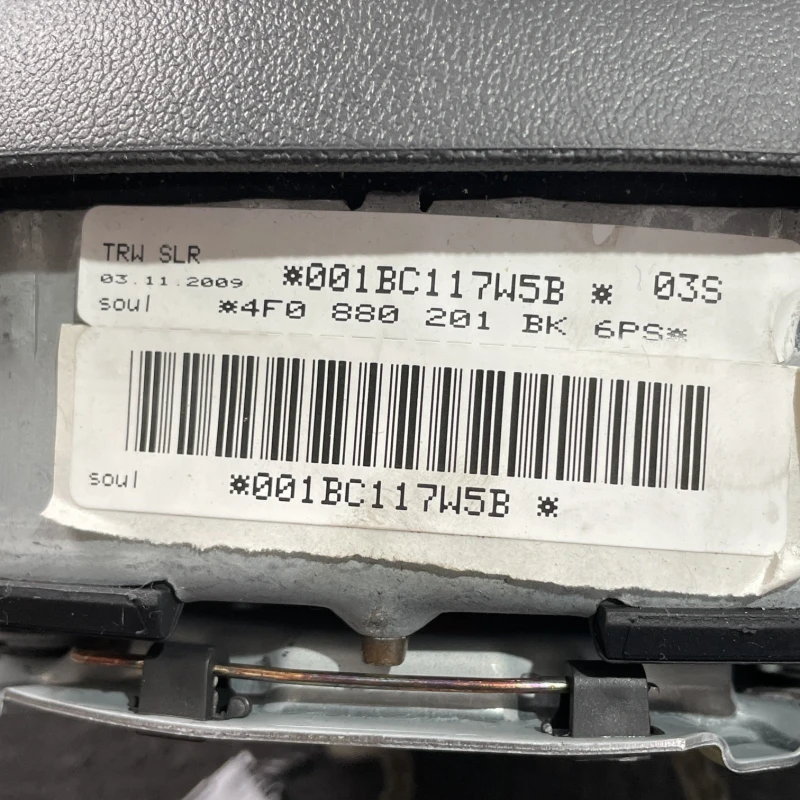 TRW SLR
03.11.2009 *001BC117W5B * 03S
soul *4F0 880 201 BK 6PS*
soul *001BC117W5B *